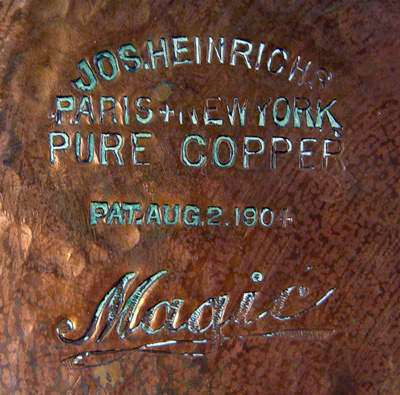 JOS.HEINRICHS
PARIS+NEW YORK
PURE COPPER
PAT.AUG.2.1904
Magic